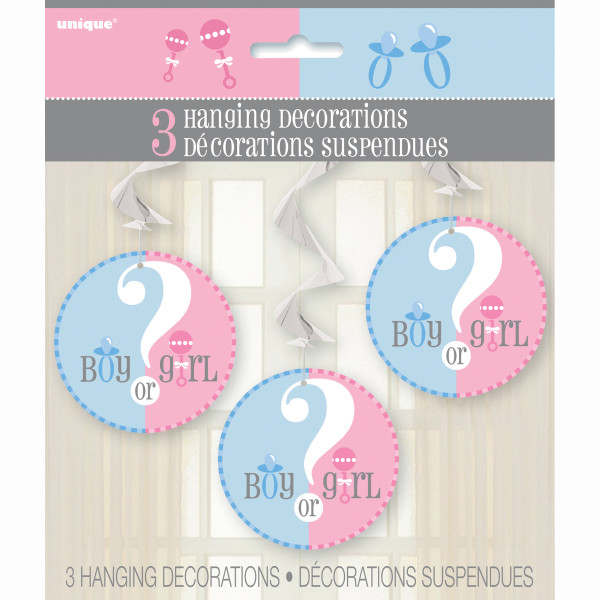 unique®
3 Hanging Decorations
Décorations suspendues
?
Boy or girl
?
Boy or girl
?
Boy or girl
3 HANGING DECORATIONS • DÉCORATIONS SUSPENDUES